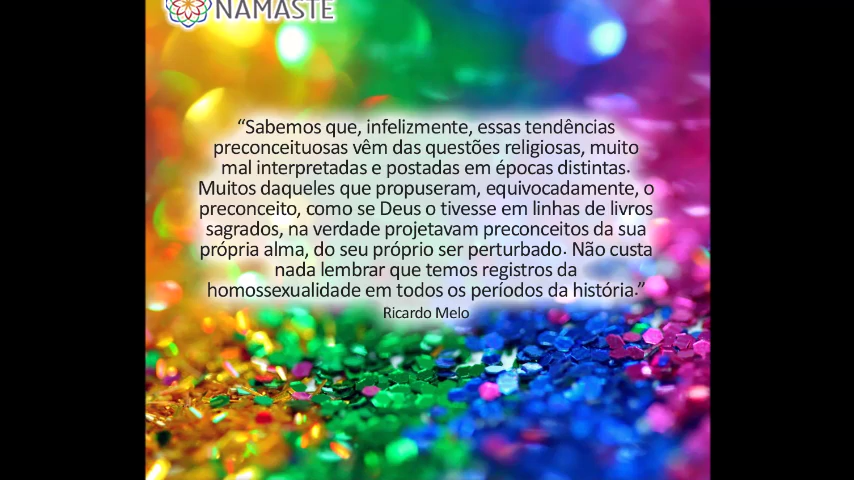 NAMASTÊ
“Sabemos que, infelizmente, essas tendências
preconceituosas vêm das questões religiosas, muito
mal interpretadas e postadas em épocas distintas.
Muitos daqueles que propuseram, equivocadamente, o
preconceito, como se Deus o tivesse em linhas de livros
sagrados, na verdade projetavam preconceitos da sua
própria alma, do seu próprio ser perturbado. Não custa
nada lembrar que temos registros da
homossexualidade em todos os períodos da história.”
Ricardo Melo